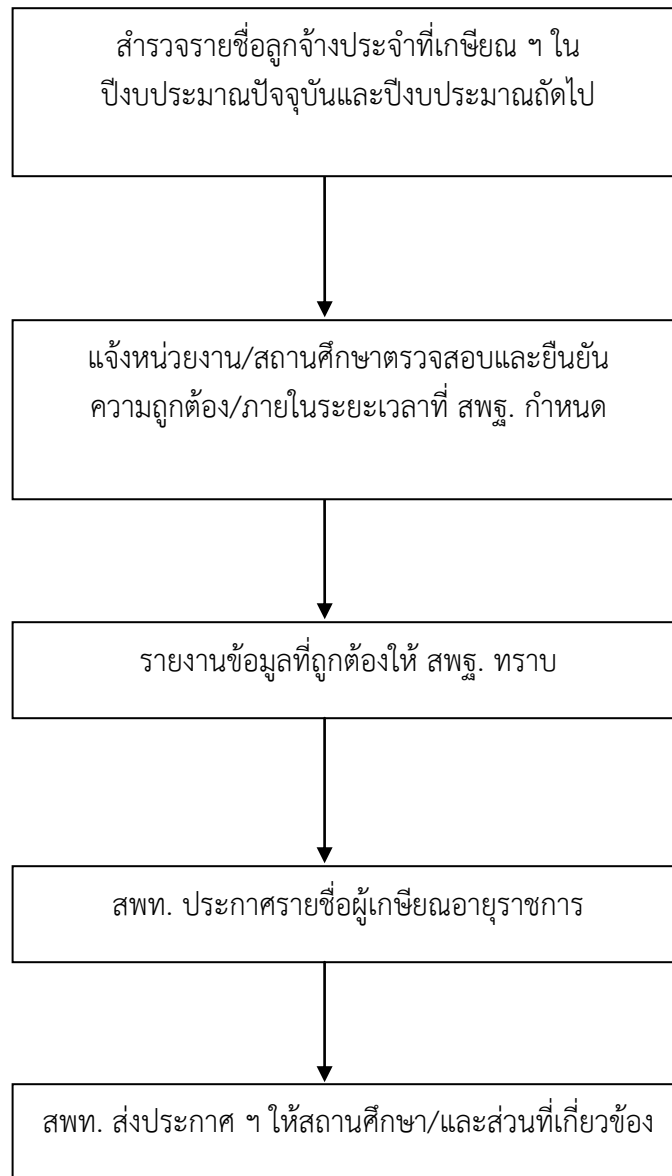 สำรวจรายชื่อลูกจ้างประจำที่เกษียณ ฯ ใน
ปีงบประมาณปัจจุบันและปีงบประมาณถัดไป
แจ้งหน่วยงาน/สถานศึกษาตรวจสอบและยืนยัน
ความถูกต้อง/ภายในระยะเวลาที่ สพฐ. กำหนด
รายงานข้อมูลที่ถูกต้องให้ สพฐ. ทราบ
สพท. ประกาศรายชื่อผู้เกษียณอายุราชการ
สพท. ส่งประกาศ ฯ ให้สถานศึกษา/และส่วนที่เกี่ยวข้อง